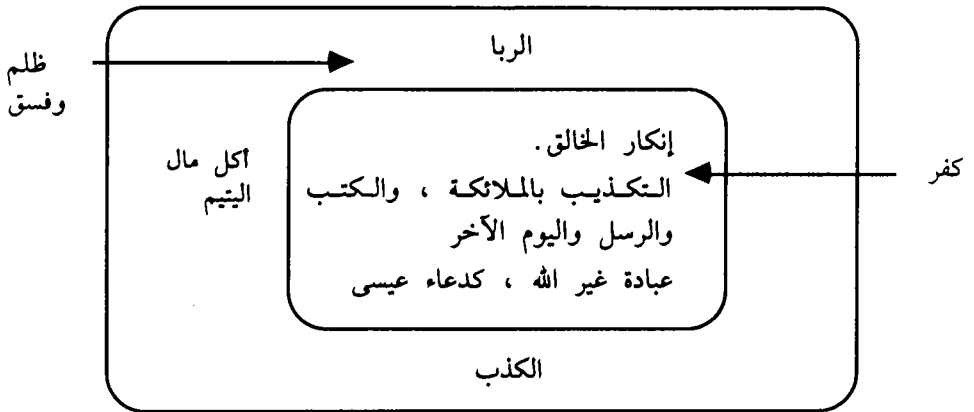 الربا
ظلم
وفسق
إنكار الخالق.
التكذيب بالملائكة ، والكتب
والرسل واليوم الآخر
عبادة غير الله ، كدعاء عيسى
كفر
أكل مال
اليتيم
الكذب